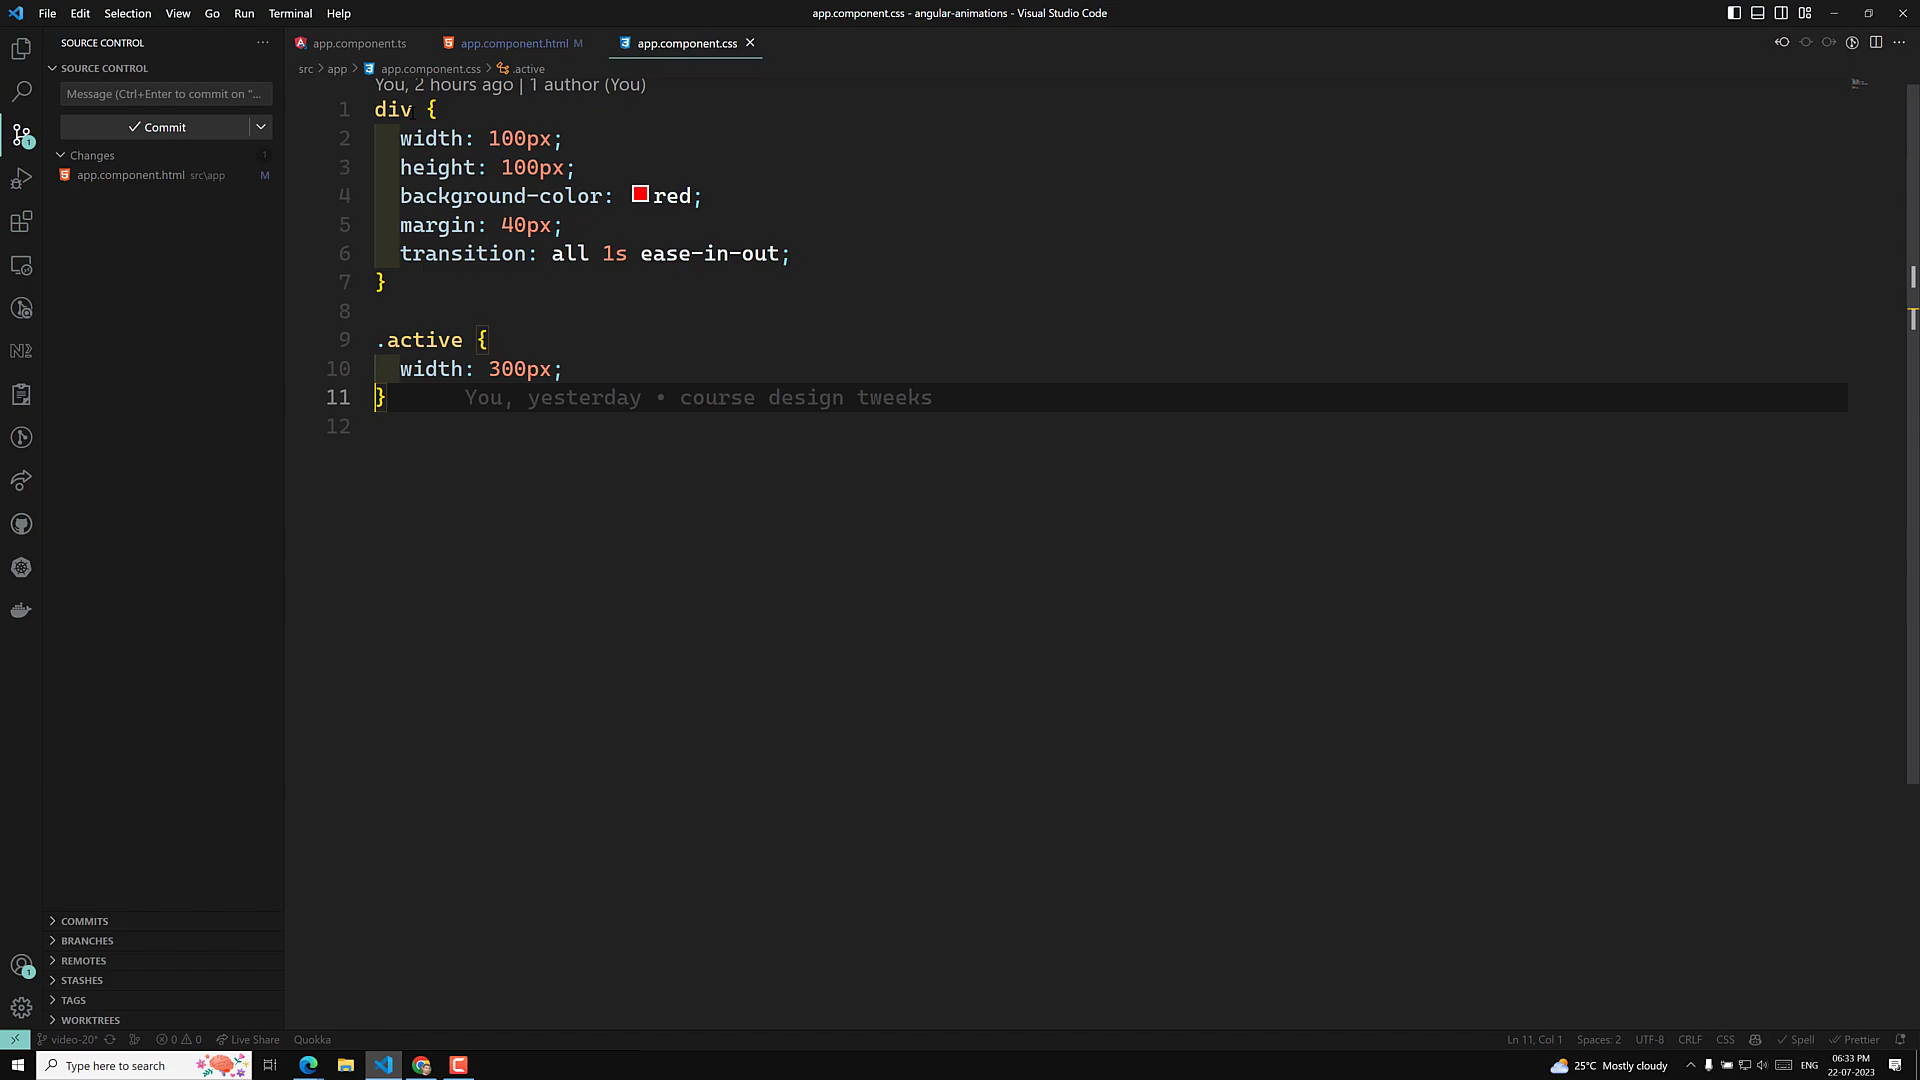 File Edit Selection View Go Run Terminal Help
app.component.css - angular-animations - Visual Studio Code
SOURCE CONTROL
app.component.ts
app.component.html M
app.component.css
SOURCE CONTROL
src > app > app.component.css > .active
Message (Ctrl+Enter to commit on "...
Commit
Changes 1
app.component.html src\app M
You, 2 hours ago | 1 author (You)
1 div {
2 width: 100px;
3 height: 100px;
4 background-color: red;
5 margin: 40px;
6 transition: all 1s ease-in-out;
7 }
8
9 .active {
10 width: 300px;
11 } You, yesterday • course design tweeks
12
COMMITS
BRANCHES
REMOTES
STASHES
TAGS
WORKTREES
1
1
video-20* 0 0 Live Share Quokka
Ln 11, Col 1 Spaces: 2 UTF-8 CRLF CSS Spell Prettier
Type here to search
25°C Mostly cloudy
ENG
06:33 PM
22-07-2023